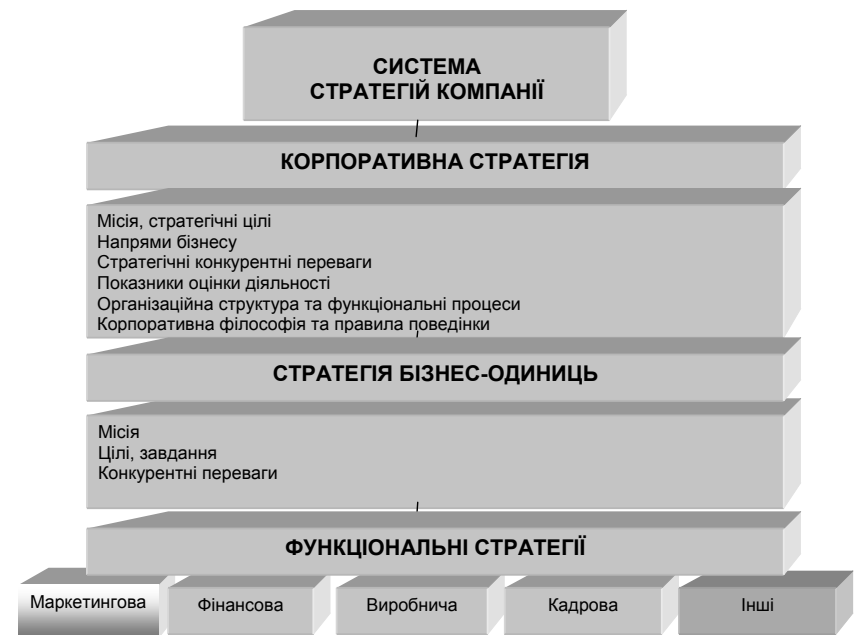 СИСТЕМА
СТРАТЕГІЙ КОМПАНІЇ
КОРПОРАТИВНА СТРАТЕГІЯ
Місія, стратегічні цілі
Напрями бізнесу
Стратегічні конкурентні переваги
Показники оцінки діяльності
Організаційна структура та функціональні процеси
Корпоративна філософія та правила поведінки
СТРАТЕГІЯ БІЗНЕС-ОДИНИЦЬ
Місія
Цілі, завдання
Конкурентні переваги
ФУНКЦІОНАЛЬНІ СТРАТЕГІЇ
Маркетингова
Фінансова
Виробнича
Кадрова
Інші